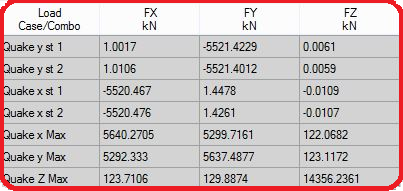 Load Case/Combo FX kN FY kN FZ kN
Quake y st 1 1.0017 -5521.4229 0.0061
Quake y st 2 1.0106 -5521.4012 0.0059
Quake x st 1 -5520.467 1.4478 -0.0109
Quake x st 2 -5520.476 1.4261 -0.0107
Quake x Max 5640.2705 5299.7161 122.0682
Quake y Max 5292.333 5637.4877 123.1172
Quake Z Max 123.7106 129.8874 14356.2361